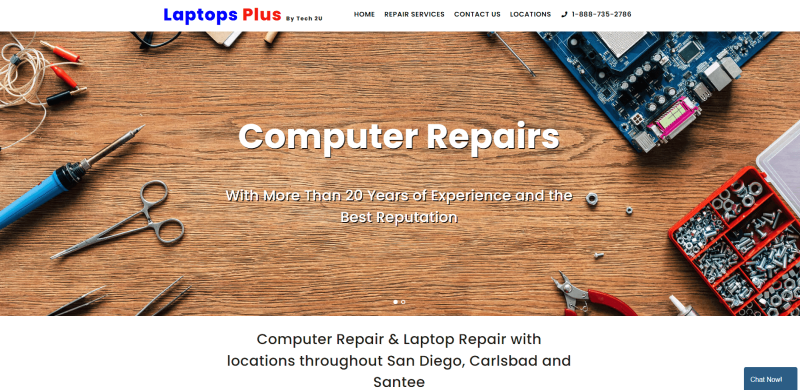 Laptops Plus By Tech 2U
HOME REPAIR SERVICES CONTACT US LOCATIONS 1-888-735-2786
Computer Repairs
With More Than 20 Years of Experience and the
Best Reputation
Computer Repair & Laptop Repair with
locations throughout San Diego, Carlsbad and
Santee
Chat Now!